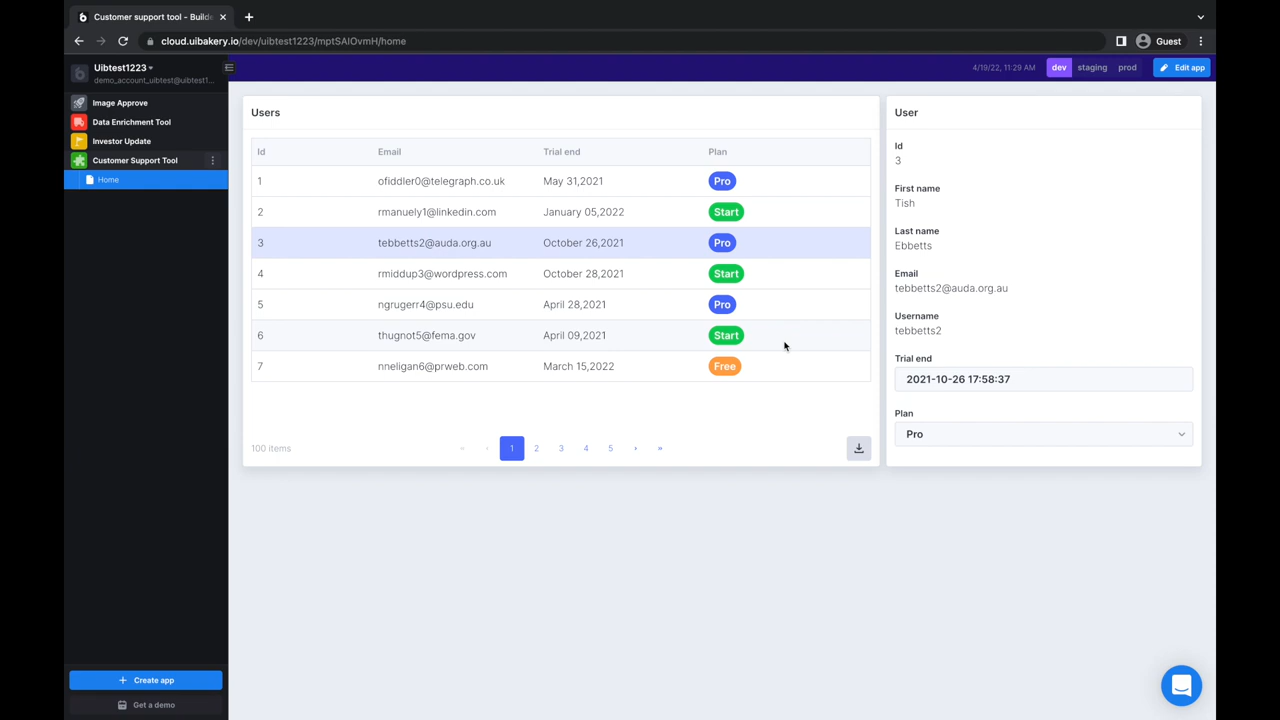 Customer support tool - Builde
cloud.uibakery.io/dev/uibtest1223/mptSAIOvmH/home
Guest
Uibtest1223
demo_account_uibtest@uibtest1...
4/19/22, 11:29 AM dev staging prod Edit app
Image Approve
Data Enrichment Tool
Investor Update
Customer Support Tool
Home
Users
Id Email Trial end Plan
1 ofiddler0@telegraph.co.uk May 31,2021 Pro
2 rmanuely1@linkedin.com January 05,2022 Start
3 tebbetts2@auda.org.au October 26,2021 Pro
4 rmiddup3@wordpress.com October 28,2021 Start
5 ngrugerr4@psu.edu April 28,2021 Pro
6 thugnot5@fema.gov April 09,2021 Start
7 nneligan6@prweb.com March 15,2022 Free
100 items « ‹ 1 2 3 4 5 › »
User
Id
3
First name
Tish
Last name
Ebbetts
Email
tebbetts2@auda.org.au
Username
tebbetts2
Trial end
2021-10-26 17:58:37
Plan
Pro
+ Create app
Get a demo